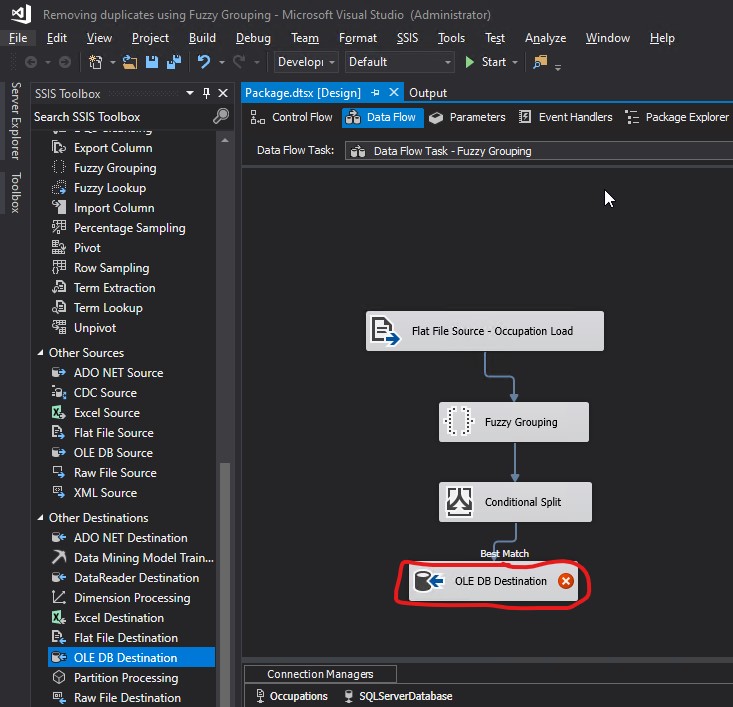 Removing duplicates using Fuzzy Grouping - Microsoft Visual Studio (Administrator)
File Edit View Project Build Debug Team Format SSIS Tools Test Analyze Window Help
Default Start
Server Explorer
Toolbox
SSIS Toolbox
Search SSIS Toolbox
Export Column
Fuzzy Grouping
Fuzzy Lookup
Import Column
Percentage Sampling
Pivot
Row Sampling
Term Extraction
Term Lookup
Unpivot
Other Sources
ADO NET Source
CDC Source
Excel Source
Flat File Source
OLE DB Source
Raw File Source
XML Source
Other Destinations
ADO NET Destination
Data Mining Model Train...
DataReader Destination
Dimension Processing
Excel Destination
Flat File Destination
OLE DB Destination
Partition Processing
Raw File Destination
Package.dtsx [Design] Output
Control Flow Data Flow Parameters Event Handlers Package Explorer
Data Flow Task: Data Flow Task - Fuzzy Grouping
Flat File Source - Occupation Load
Fuzzy Grouping
Conditional Split
Best Match
OLE DB Destination
Connection Managers
Occupations SQLServerDatabase